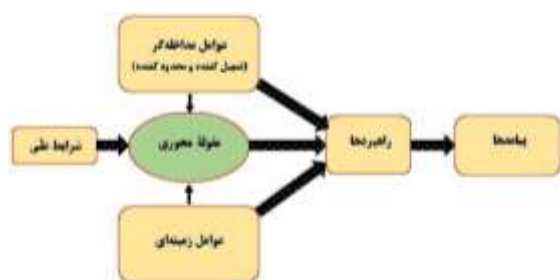 عوامل مداخله‌گر
(تسهیل کننده و محدود کننده)
شرایط علّی
مقولهٔ محوری
راهبردها
پیامدها
عوامل زمینه‌ای